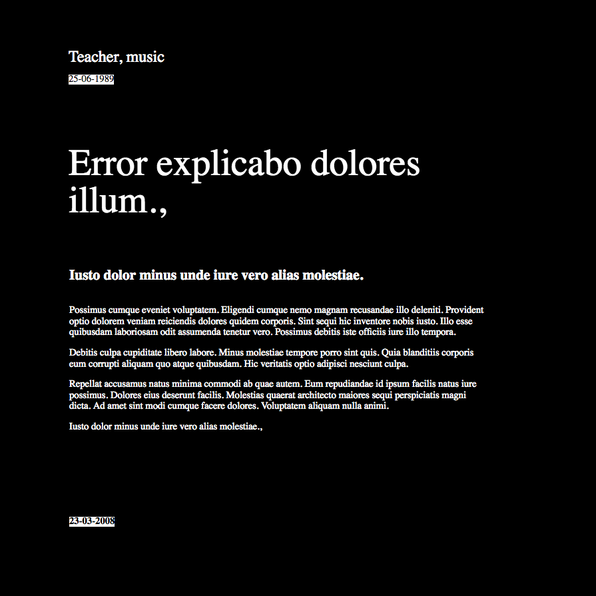 Teacher, music
25-06-1989
Error explicabo dolores
illum.,
Iusto dolor minus unde iure vero alias molestiae.
Possimus cumque eveniet voluptatem. Eligendi cumque nemo magnam recusandae illo deleniti. Provident
optio dolorem veniam reiciendis dolores quidem corporis. Sint sequi hic inventore nobis iusto. Illo esse
quibusdam laboriosam odit assumenda tenetur vero. Possimus debitis iste officiis iure illo tempora.
Debitis culpa cupiditate libero labore. Minus molestiae tempore porro sint quis. Quia blanditiis corporis
eum corrupti aliquam quo atque quibusdam. Hic veritatis optio adipisci nesciunt culpa.
Repellat accusamus natus minima commodi ab quae autem. Eum repudiandae id ipsum facilis natus iure
possimus. Dolores eius deserunt facilis. Molestias quaerat architecto maiores sequi perspiciatis magni
dicta. Ad amet sint modi cumque facere dolores. Voluptatem aliquam nulla animi.
Iusto dolor minus unde iure vero alias molestiae.,
23-03-2008